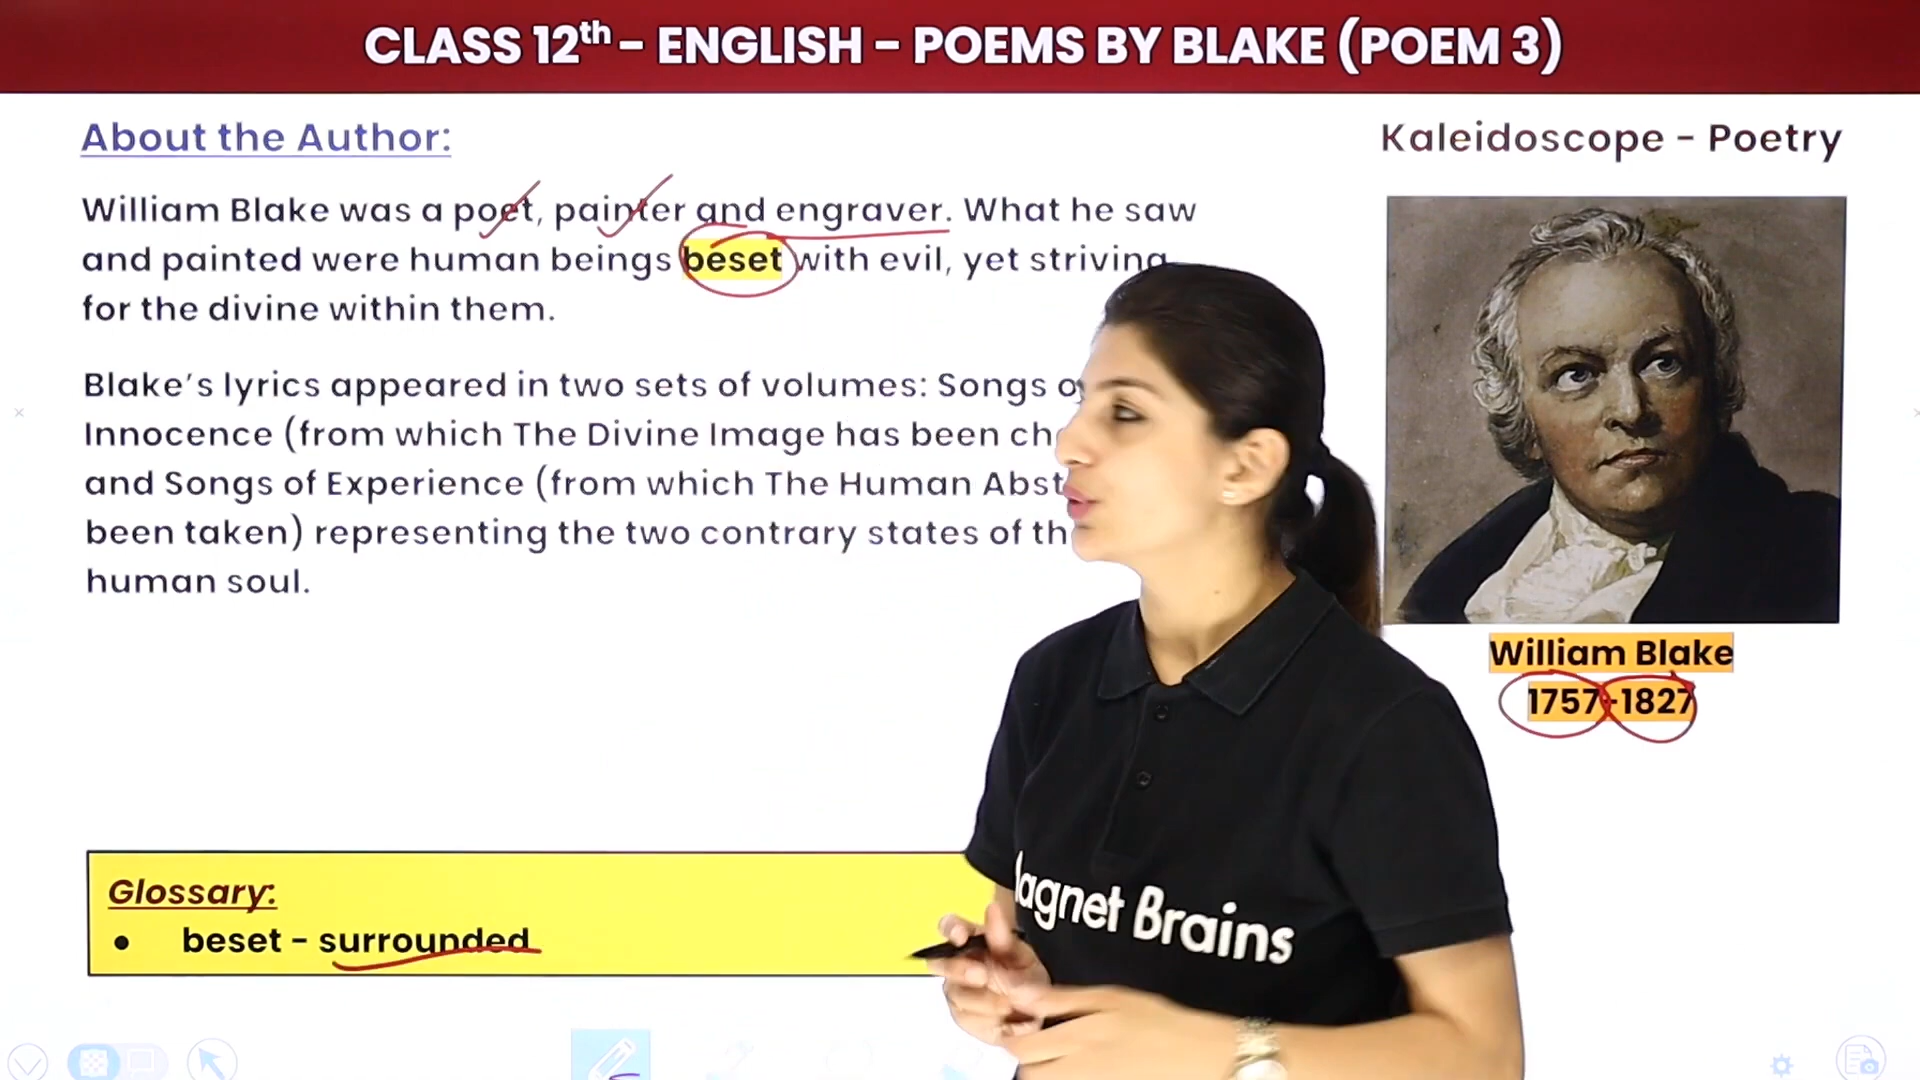 CLASS 12th – ENGLISH – POEMS BY BLAKE (POEM 3)
About the Author:
Kaleidoscope - Poetry
William Blake was a poet, painter and engraver. What he saw
and painted were human beings beset with evil, yet striving
for the divine within them.
Blake's lyrics appeared in two sets of volumes: Songs
Innocence (from which The Divine Image has been
and Songs of Experience (from which The Human
been taken) representing the two contrary states of
human soul.
William Blake
1757-1827
Glossary:
● beset - surrounded
agnet Brains